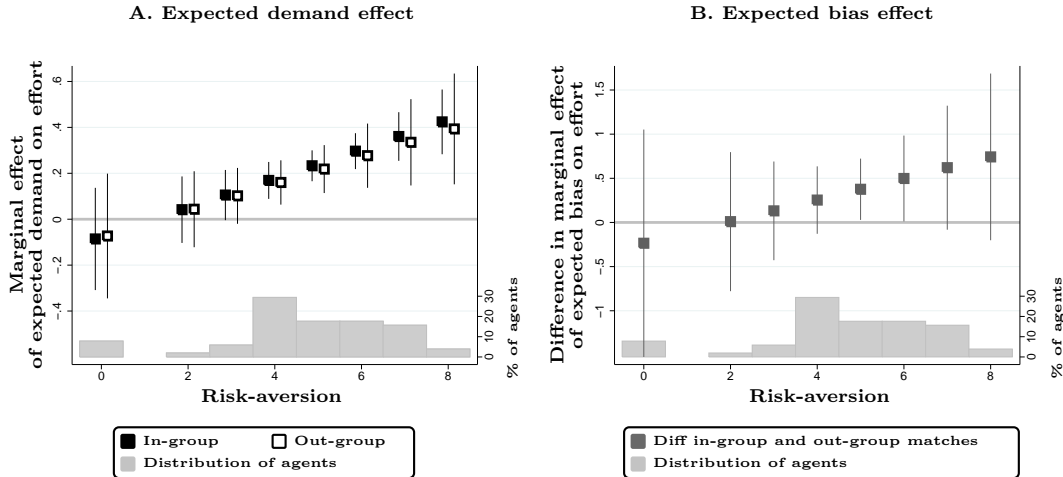 A. Expected demand effect
Marginal effect
of expected demand on effort
.6
.4
.2
0
-.2
-.4
30
20
10
0
% of agents
0
2
4
6
8
Risk-aversion
In-group
Out-group
Distribution of agents
B. Expected bias effect
Difference in marginal effect
of expected bias on effort
1.5
1
.5
0
-.5
-1
30
20
10
0
% of agents
0
2
4
6
8
Risk-aversion
Diff in-group and out-group matches
Distribution of agents